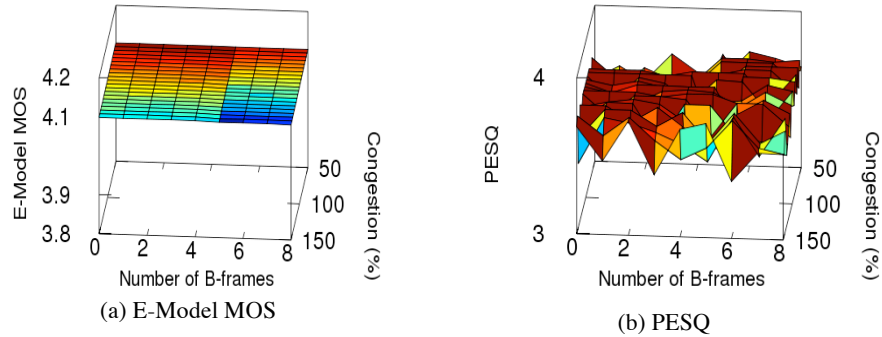 4.2
4.1
3.9
3.8
E-Model MOS
0 2 4 6 8
Number of B-frames
50
100
150
Congestion (%)
(a) E-Model MOS
4
3
PESQ
0 2 4 6 8
Number of B-frames
50
100
150
Congestion (%)
(b) PESQ